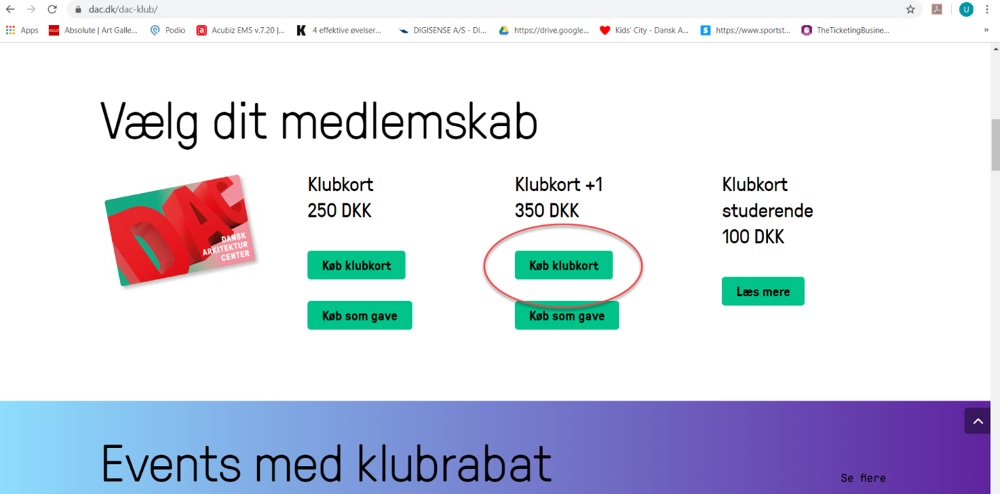 dac.dk/dac-klub/
U
Apps
Absolute | Art Galle...
Podio
Acubiz EMS v.7.20 |...
4 effektive øvelser...
DIGISENSE A/S - DI...
https://drive.google...
Kids' City - Dansk A...
https://www.sportst...
TheTicketingBusine...
»
Vælg dit medlemskab
DAC
DANSK
ARKITEKTUR
CENTER
Klubkort
250 DKK
Køb klubkort
Køb som gave
Klubkort +1
350 DKK
Køb klubkort
Køb som gave
Klubkort
studerende
100 DKK
Læs mere
Events med klubrabat
Se flere